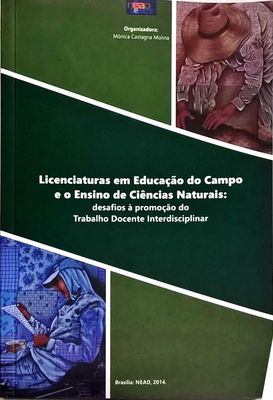 nead
Organizadora:
Mônica Castagna Molina
Licenciaturas em Educação do Campo
e o Ensino de Ciências Naturais:
desafios à promoção do
Trabalho Docente Interdisciplinar
Brasília: NEAD, 2014.